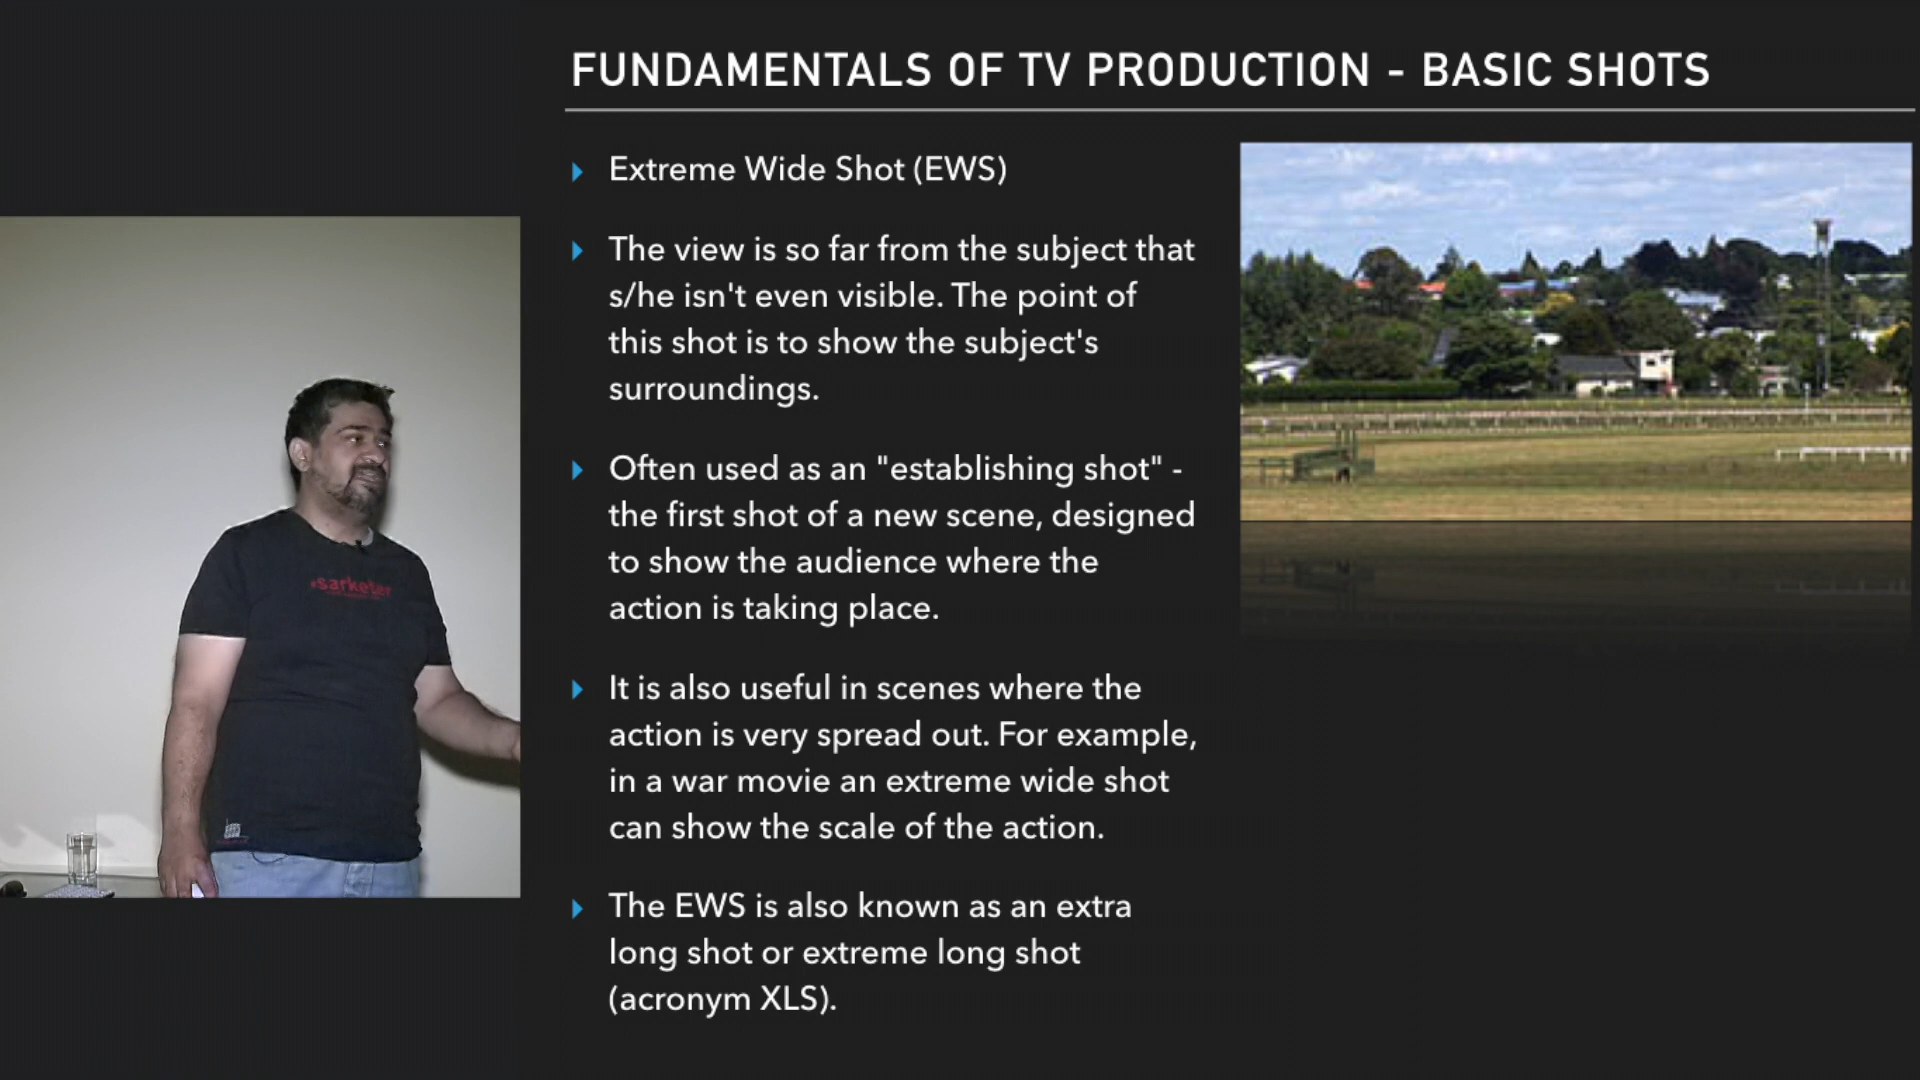 FUNDAMENTALS OF TV PRODUCTION - BASIC SHOTS
Extreme Wide Shot (EWS)
The view is so far from the subject that
s/he isn't even visible. The point of
this shot is to show the subject's
surroundings.
Often used as an "establishing shot" -
the first shot of a new scene, designed
to show the audience where the
action is taking place.
It is also useful in scenes where the
action is very spread out. For example,
in a war movie an extreme wide shot
can show the scale of the action.
The EWS is also known as an extra
long shot or extreme long shot
(acronym XLS).
sarketer